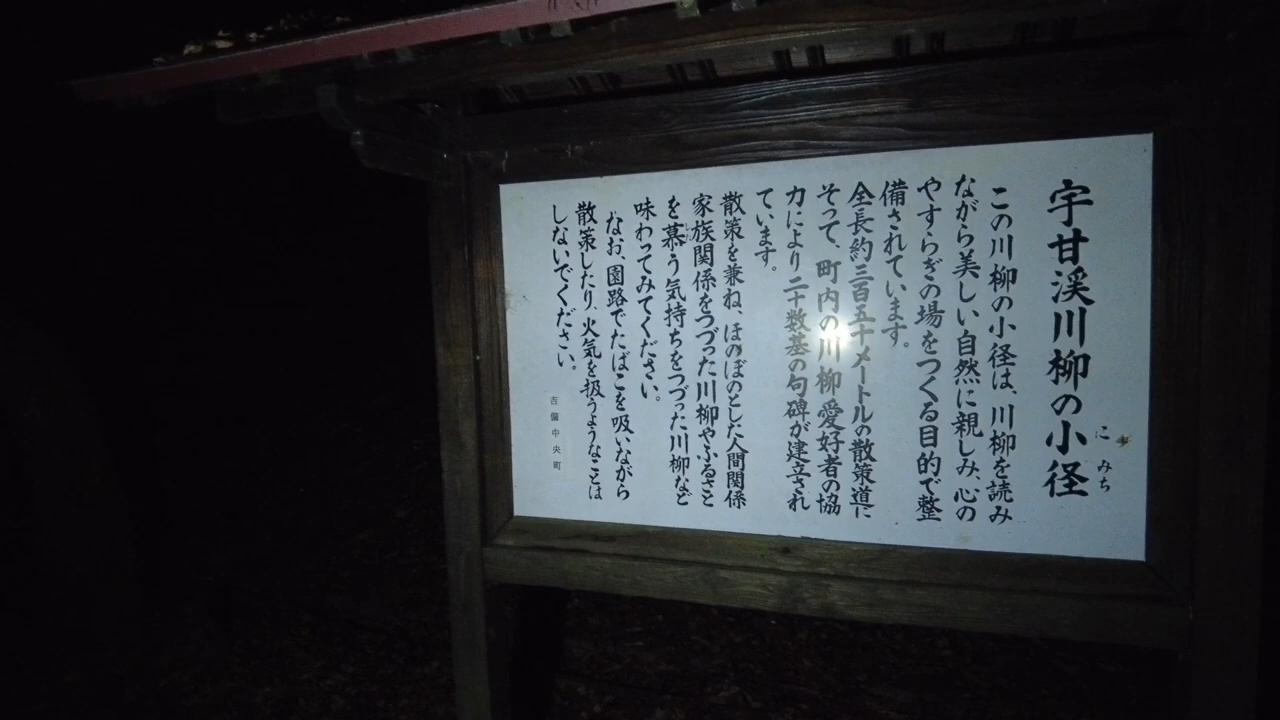 宇甘渓川柳の小径
こみち
この川柳の小径は、川柳を読み
ながら美しい自然に親しみ、心の
やすらぎの場をつくる目的で整
備されています。
全長約三百五十メートルの散策道に
そって、町内の川柳愛好者の協
力により二十数基の句碑が建立され
ています。
散策を兼ね、ほのぼのとした人間関係
家族関係をつづった川柳やふるさと
を慕う気持ちをつづった川柳など
味わってみてください。
なお、園路でたばこを吸いながら
散策したり、火気を扱うようなことは
しないでください。
吉備中央町